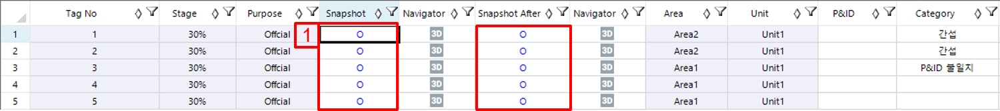 Tag No Stage Purpose Snapshot Navigator Snapshot After Navigator Area Unit P&ID Category
1 1 30% Offcial 1 O 3D O 3D Area2 Unit1 간섭
2 2 30% Offcial O 3D O 3D Area2 Unit1 간섭
3 3 30% Offcial O 3D O 3D Area1 Unit1 P&ID 불일치
4 4 30% Offcial O 3D O 3D Area1 Unit1
5 5 30% Offcial O 3D O 3D Area1 Unit1